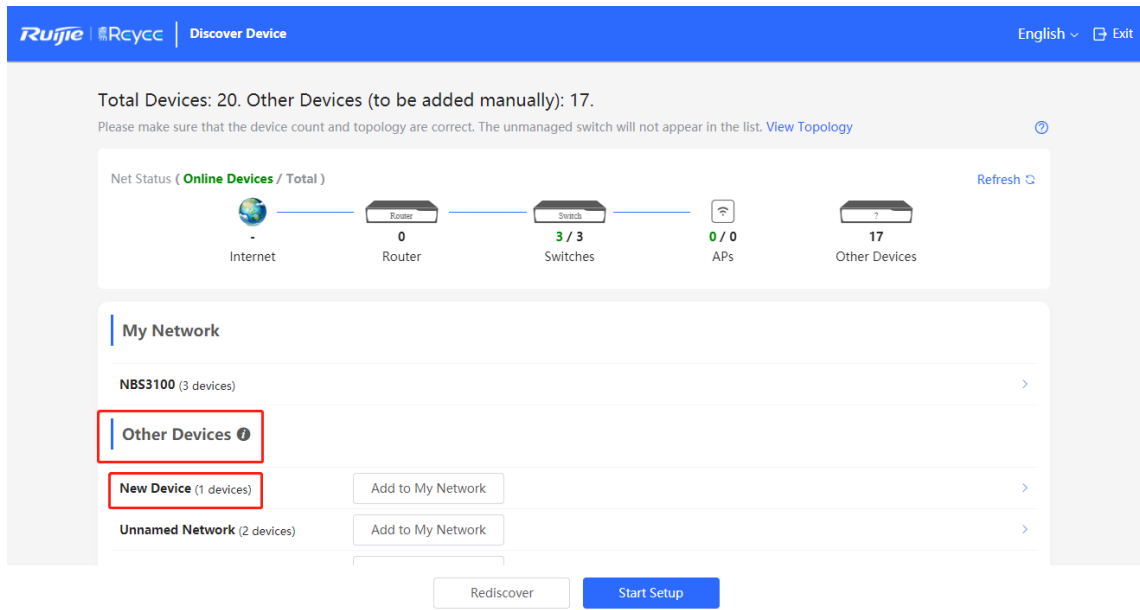 Ruijie | Rcycc | Discover Device English Exit
Total Devices: 20. Other Devices (to be added manually): 17.
Please make sure that the device count and topology are correct. The unmanaged switch will not appear in the list. View Topology
Net Status ( Online Devices / Total ) Refresh
Router Switch ?
- 0 3 / 3 0 / 0 17
Internet Router Switches APs Other Devices
My Network
NBS3100 (3 devices)
Other Devices
New Device (1 devices) Add to My Network
Unnamed Network (2 devices) Add to My Network
Rediscover Start Setup